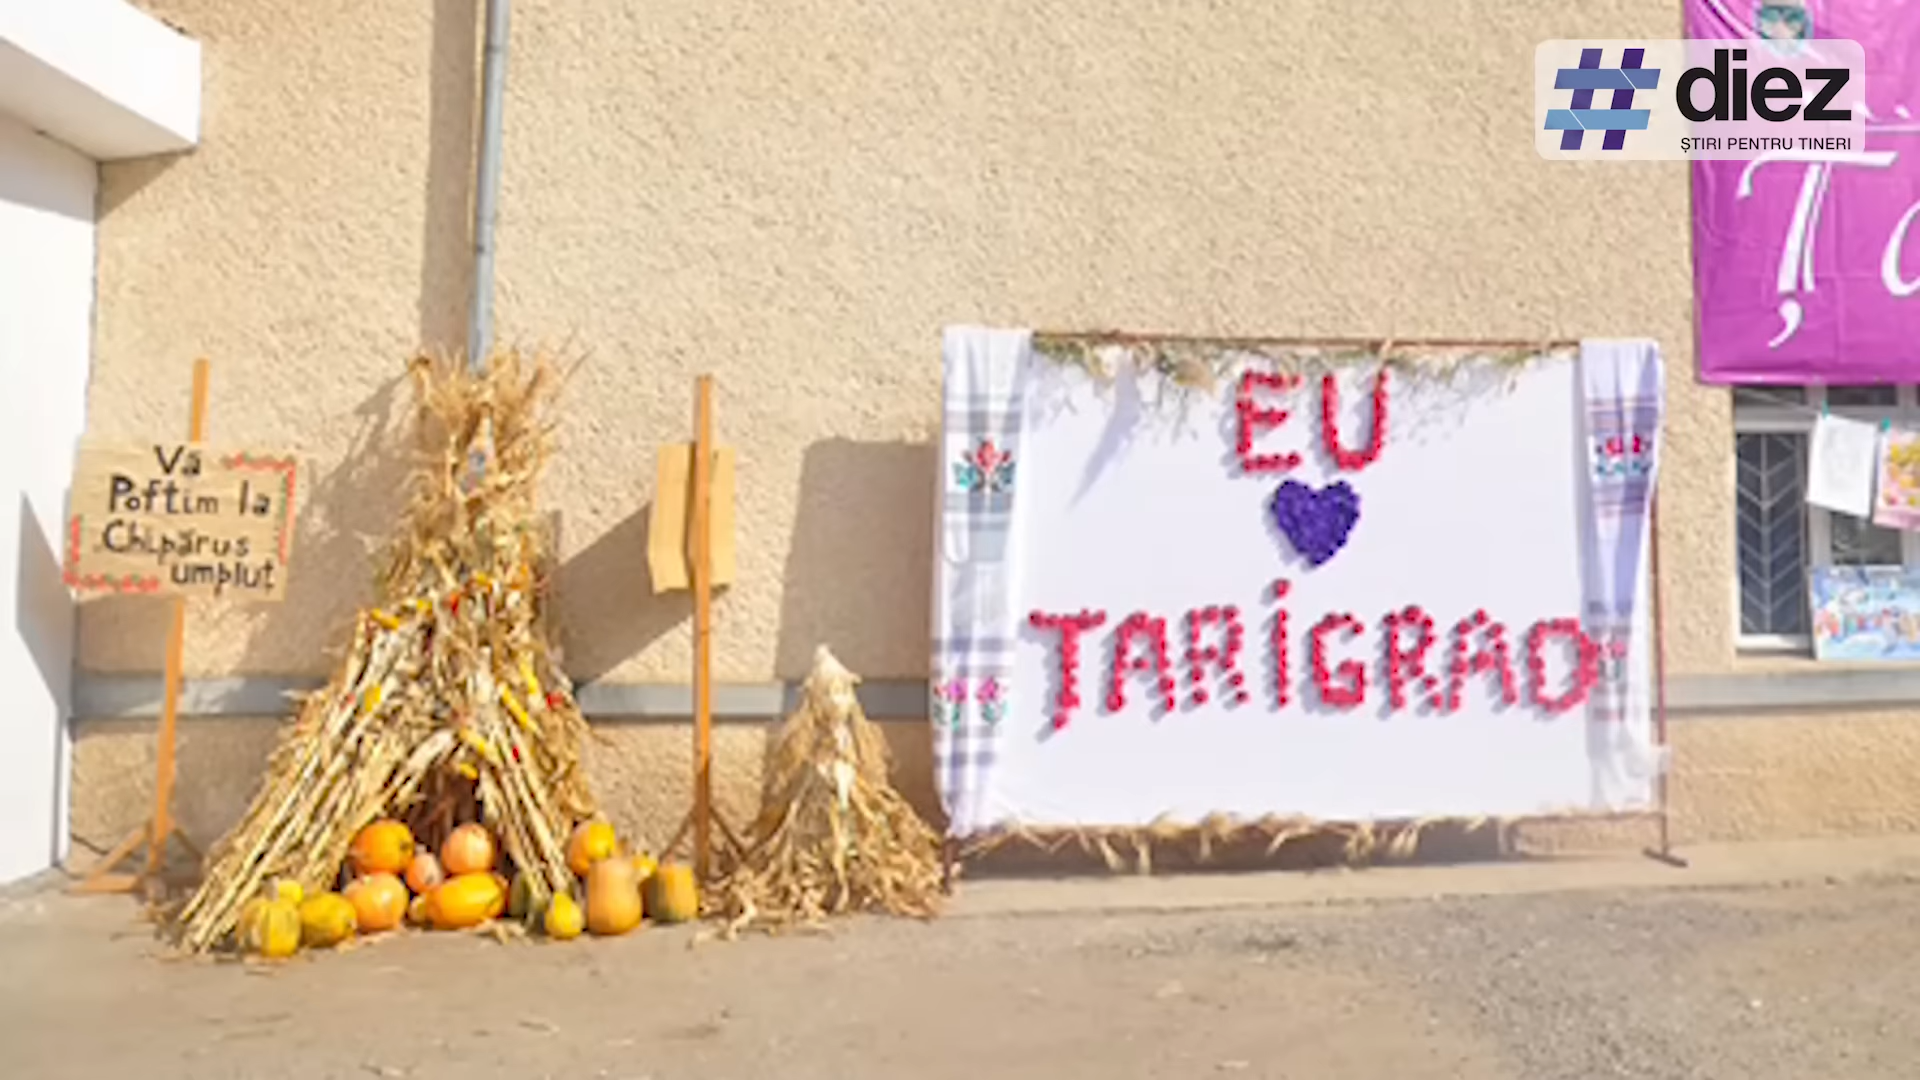 #diez
ȘTIRI PENTRU TINERI
Vă
Poftim la
Chipăruș
umplut
EU
TARIGRAD